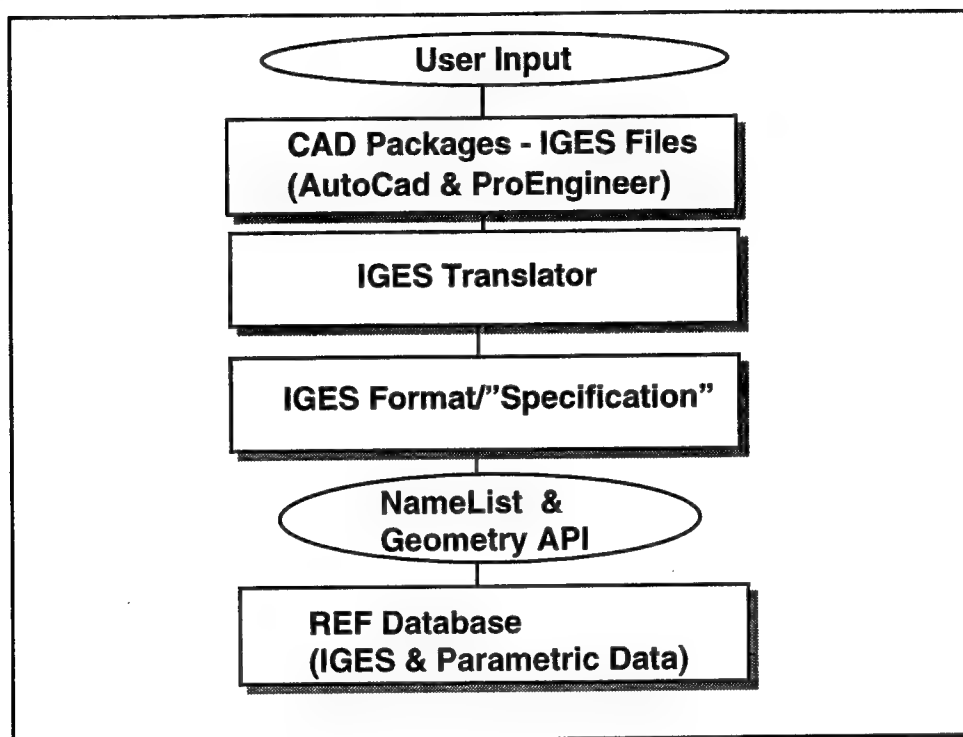 User Input
CAD Packages - IGES Files
(AutoCad & ProEngineer)
IGES Translator
IGES Format/”Specification”
NameList &
Geometry API
REF Database
(IGES & Parametric Data)